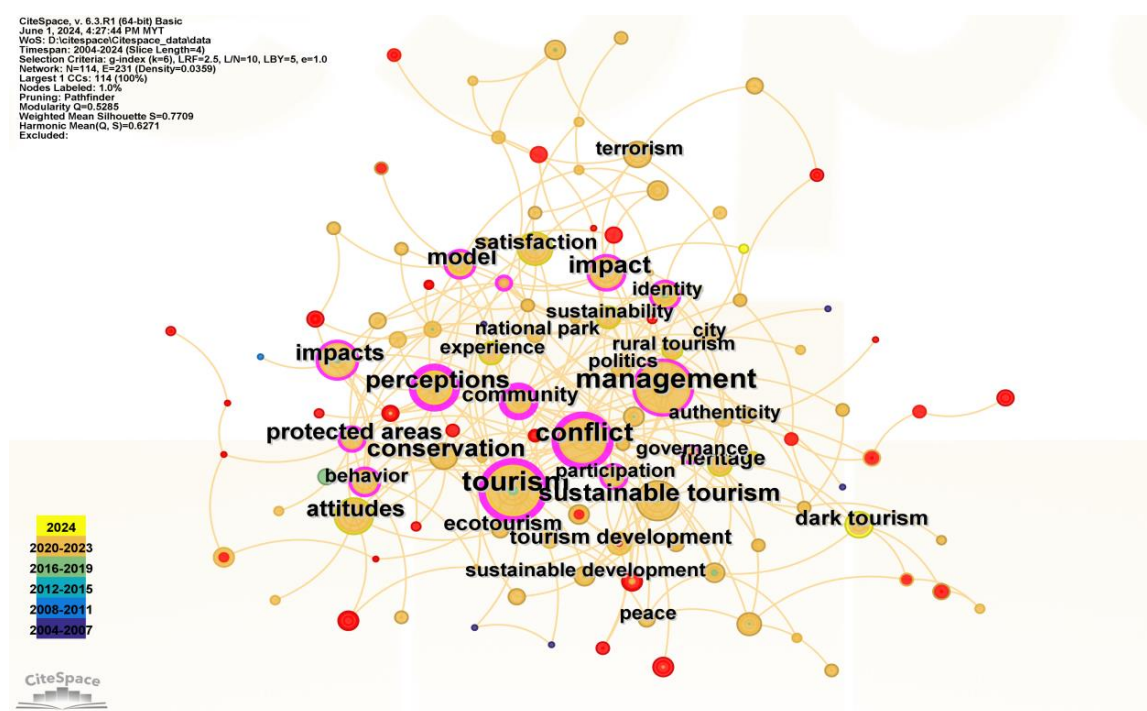 CiteSpace, v. 6.3.R1 (64-bit) Basic
June 1, 2024, 4:27:44 PM MYT
WoS: D:\citespace\Citespace_data\data
Timespan: 2004-2024 (Slice Length=4)
Selection Criteria: g-index (k=6), LRF=2.5, L/N=10, LBY=5, e=1.0
Network: N=114, E=231 (Density=0.0359)
Largest 1 CCs: 114 (100%)
Nodes Labeled: 1.0%
Pruning: Pathfinder
Modularity Q=0.5285
Weighted Mean Silhouette S=0.7709
Harmonic Mean(Q, S)=0.6271
Excluded:
terrorism
satisfaction
model
impact
identity
sustainability
national park
city
rural tourism
experience
impacts
politics
perceptions
management
community
authenticity
protected areas
conflict
conservation
governance
heritage
participation
behavior
tourism
sustainable tourism
attitudes
ecotourism
dark tourism
tourism development
sustainable development
peace
2024
2020-2023
2016-2019
2012-2015
2008-2011
2004-2007
CiteSpace